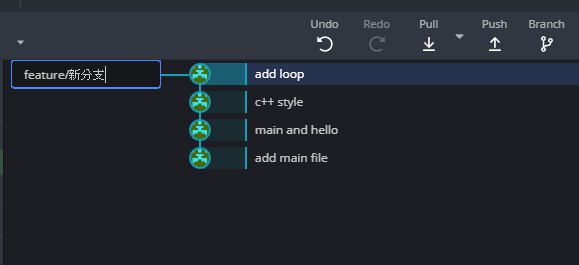 Undo Redo Pull Push Branch
feature/新分支 add loop
c++ style
main and hello
add main file